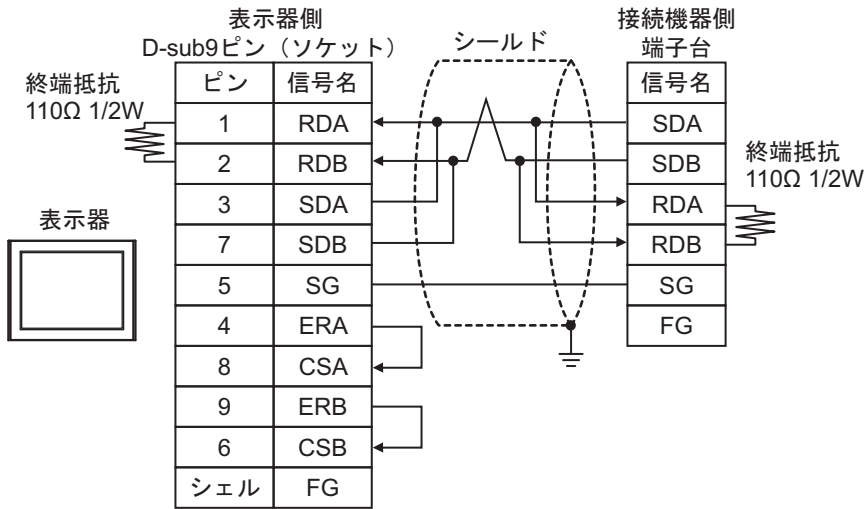 表示器側
D-sub9ピン（ソケット）
シールド
接続機器側
端子台
終端抵抗
110Ω 1/2W
ピン 信号名
信号名
1 RDA
SDA
2 RDB
SDB
終端抵抗
110Ω 1/2W
3 SDA
RDA
表示器
7 SDB
RDB
5 SG
SG
4 ERA
FG
8 CSA
9 ERB
6 CSB
シェル FG